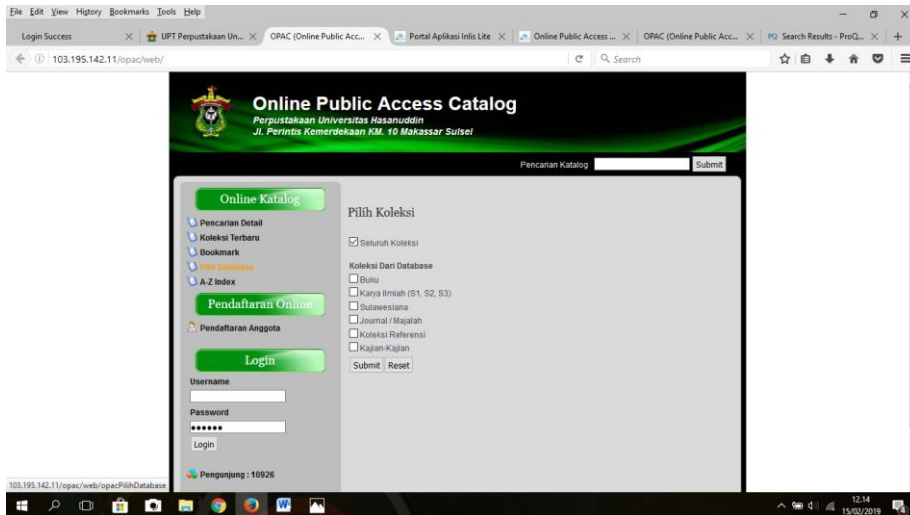 File Edit View History Bookmarks Tools Help
Login Success
UPT Perpustakaan Un...
OPAC (Online Public Acc...
Portal Aplikasi Inlis Lite
Online Public Access ...
OPAC (Online Public Acc...
Search Results - ProQ...
103.195.142.11/opac/web/
Search
Online Public Access Catalog
Perpustakaan Universitas Hasanuddin
Jl. Perintis Kemerdekaan KM. 10 Makassar Sulsel
Pencarian Katalog Submit
Online Katalog
Pencarian Detail
Koleksi Terbaru
Bookmark
Pilih Database
A-Z Index
Pendaftaran Online
Pendaftaran Anggota
Login
Username
Password
Login
Pengunjung : 10926
Pilih Koleksi
Seluruh Koleksi
Koleksi Dari Database
Buku
Karya Ilmiah (S1, S2, S3)
Sulawesiana
Journal / Majalah
Koleksi Referensi
Kajian-Kajian
Submit Reset
103.195.142.11/opac/web/opacPilihDatabase
12.14
15/02/2019